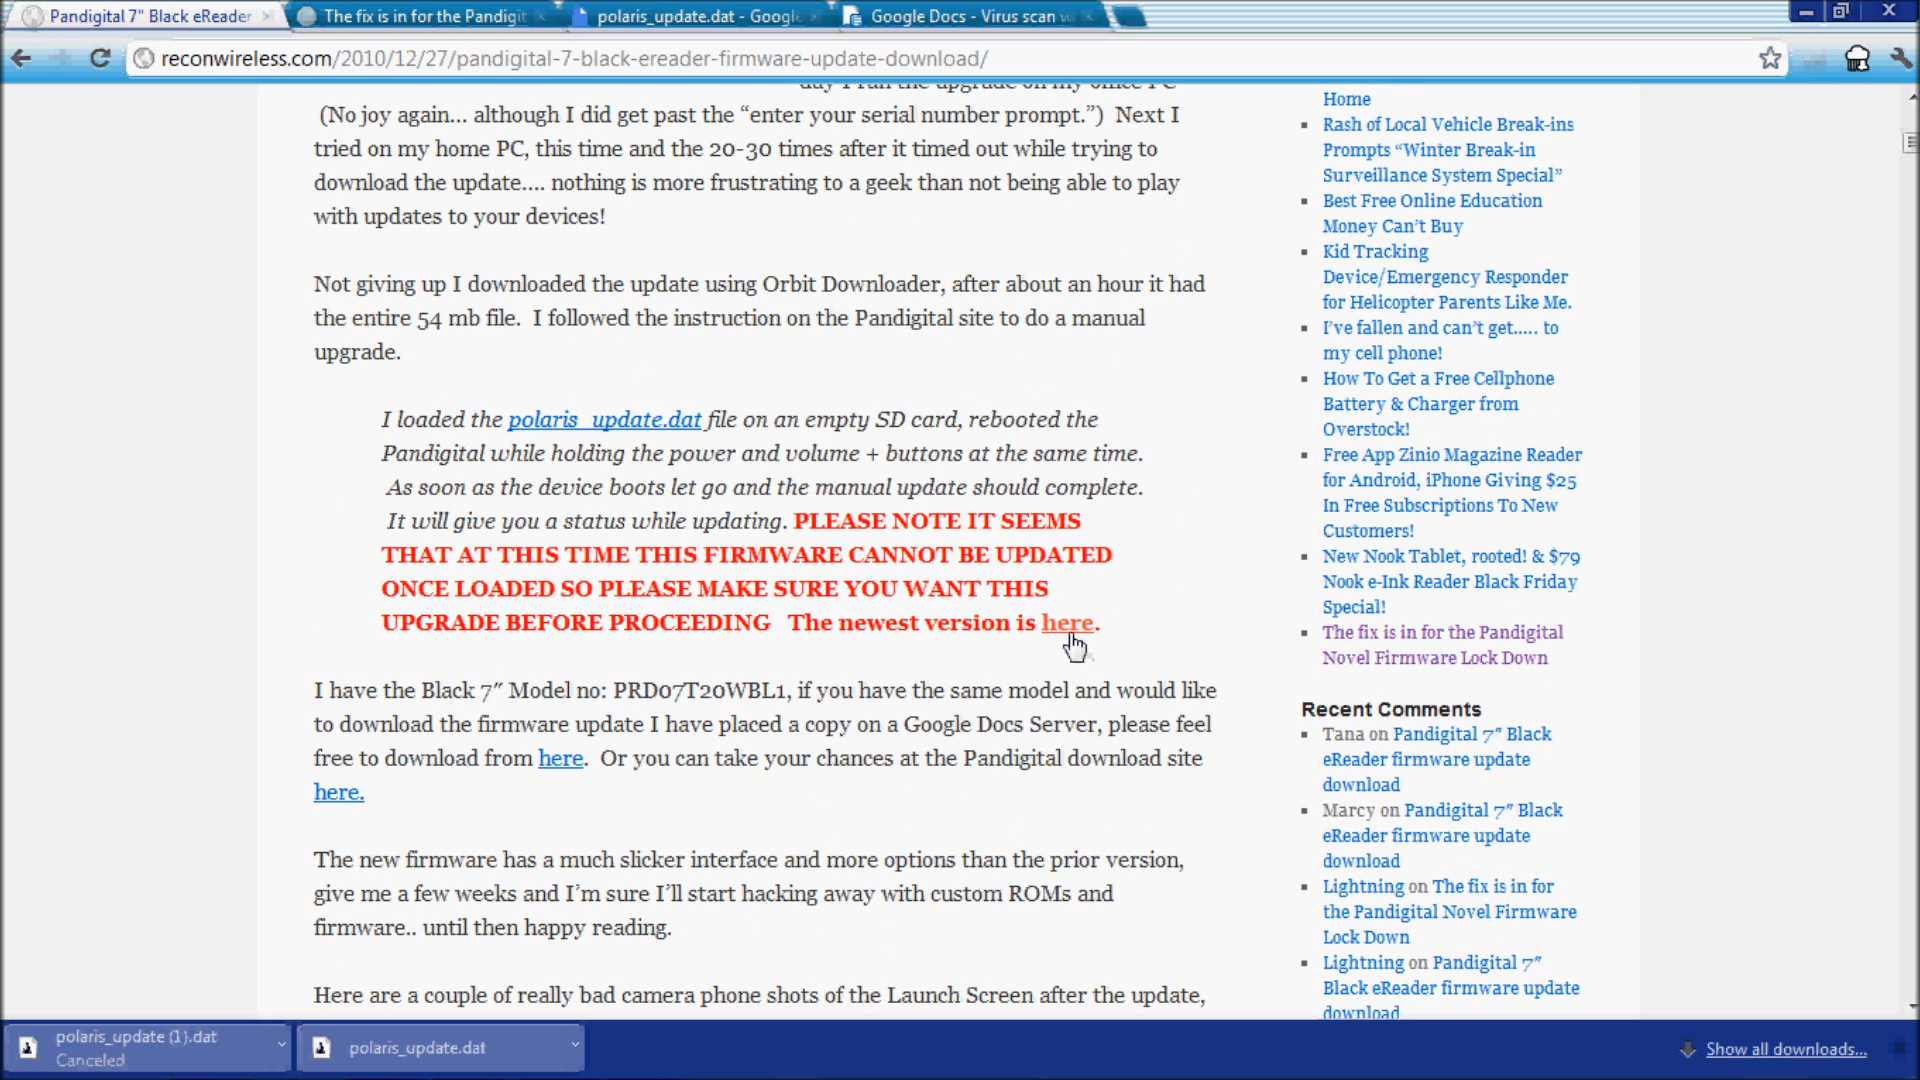 Pandigital 7" Black eReader
The fix is in for the Pandigit
polaris_update.dat - Googl
Google Docs - Virus scan w
reconwireless.com/2010/12/27/pandigital-7-black-ereader-firmware-update-download/
day I ran the upgrade on my office PC
(No joy again… although I did get past the “enter your serial number prompt.”)  Next I
tried on my home PC, this time and the 20-30 times after it timed out while trying to
download the update…. nothing is more frustrating to a geek than not being able to play
with updates to your devices!
Not giving up I downloaded the update using Orbit Downloader, after about an hour it had
the entire 54 mb file.  I followed the instruction on the Pandigital site to do a manual
upgrade.
I loaded the polaris_update.dat file on an empty SD card, rebooted the
Pandigital while holding the power and volume + buttons at the same time.
As soon as the device boots let go and the manual update should complete.
It will give you a status while updating. PLEASE NOTE IT SEEMS
THAT AT THIS TIME THIS FIRMWARE CANNOT BE UPDATED
ONCE LOADED SO PLEASE MAKE SURE YOU WANT THIS
UPGRADE BEFORE PROCEEDING   The newest version is here.
I have the Black 7″ Model no: PRD07T20WBL1, if you have the same model and would like
to download the firmware update I have placed a copy on a Google Docs Server, please feel
free to download from here.  Or you can take your chances at the Pandigital download site
here.
The new firmware has a much slicker interface and more options than the prior version,
give me a few weeks and I’m sure I’ll start hacking away with custom ROMs and
firmware.. until then happy reading.
Here are a couple of really bad camera phone shots of the Launch Screen after the update,
Home
Rash of Local Vehicle Break-ins
Prompts “Winter Break-in
Surveillance System Special”
Best Free Online Education
Money Can’t Buy
Kid Tracking
Device/Emergency Responder
for Helicopter Parents Like Me.
I’ve fallen and can’t get….. to
my cell phone!
How To Get a Free Cellphone
Battery & Charger from
Overstock!
Free App Zinio Magazine Reader
for Android, iPhone Giving $25
In Free Subscriptions To New
Customers!
New Nook Tablet, rooted! & $79
Nook e-Ink Reader Black Friday
Special!
The fix is in for the Pandigital
Novel Firmware Lock Down
Recent Comments
Tana on Pandigital 7″ Black
eReader firmware update
download
Marcy on Pandigital 7″ Black
eReader firmware update
download
Lightning on The fix is in for
the Pandigital Novel Firmware
Lock Down
Lightning on Pandigital 7″
Black eReader firmware update
download
polaris_update (1).dat
Canceled
polaris_update.dat
Show all downloads...